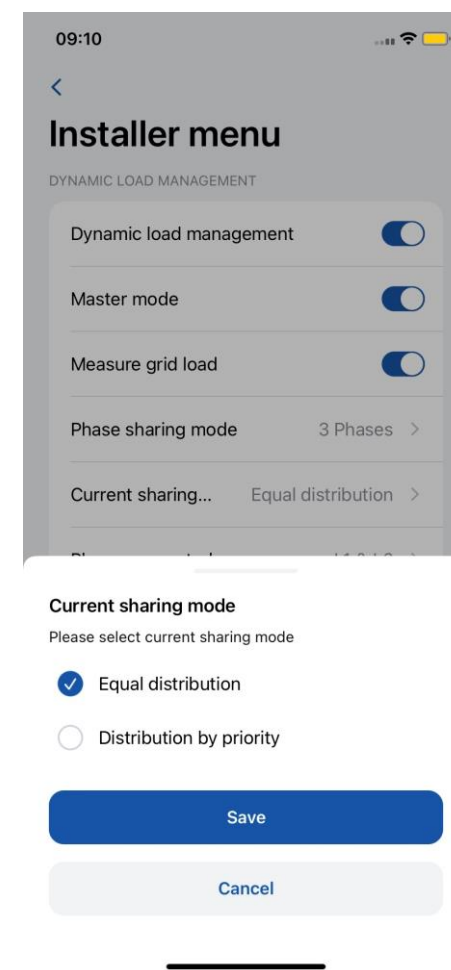 09:10
Installer menu
DYNAMIC LOAD MANAGEMENT
Dynamic load management
Master mode
Measure grid load
Phase sharing mode 3 Phases
Current sharing... Equal distribution
Current sharing mode
Please select current sharing mode
Equal distribution
Distribution by priority
Save
Cancel